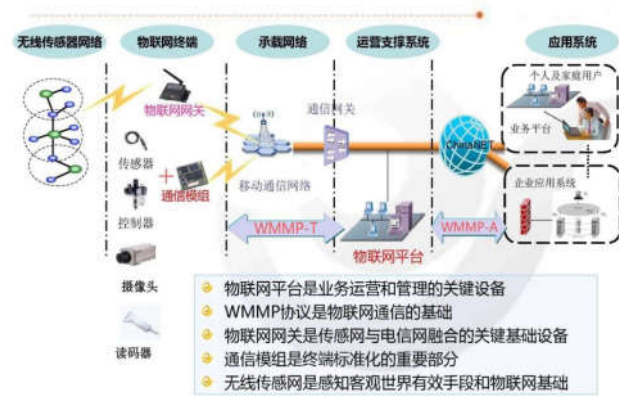 无线传感器网络
物联网终端
承载网络
运营支撑系统
应用系统
个人及家庭用户
物联网网关
通信网关
业务平台
ChinaNET
传感器
+
通信模组
移动通信网络
企业应用系统
控制器
WMMP-T
WMMP-A
物联网平台
摄像头
读码器
物联网平台是业务运营和管理的关键设备
WMMP协议是物联网通信的基础
物联网网关是传感网与电信网融合的关键基础设备
通信模组是终端标准化的重要部分
无线传感网是感知客观世界有效手段和物联网基础